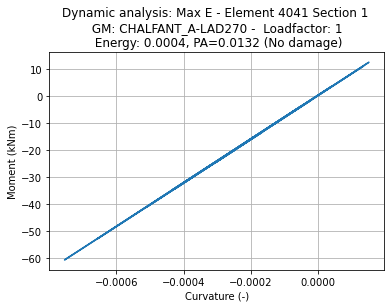 Dynamic analysis: Max E - Element 4041 Section 1
GM: CHALFANT_A-LAD270 -  Loadfactor: 1
Energy: 0.0004, PA=0.0132 (No damage)
Moment (kNm)
10
0
−10
−20
−30
−40
−50
−60
−0.0006
−0.0004
−0.0002
0.0000
Curvature (-)